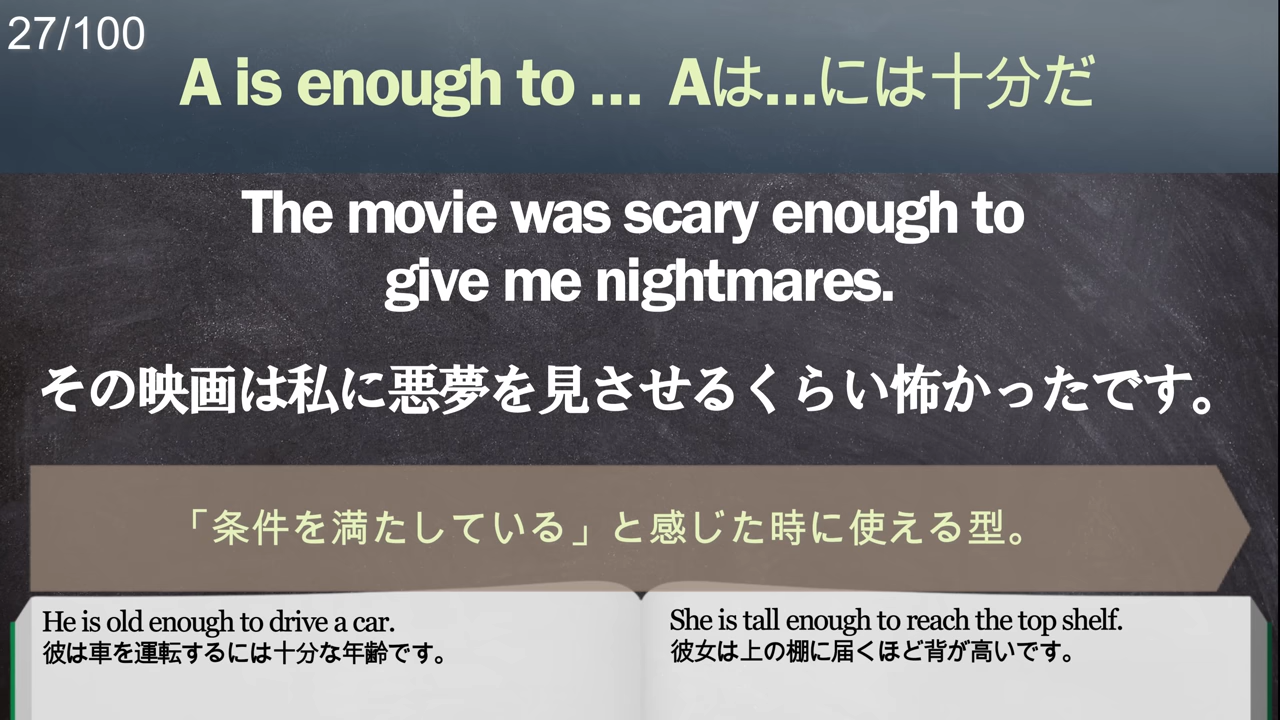 27/100
A is enough to ... Aは...には十分だ
The movie was scary enough to
give me nightmares.
その映画は私に悪夢を見させるくらい怖かったです。
「条件を満たしている」と感じた時に使える型。
He is old enough to drive a car.
彼は車を運転するには十分な年齢です。
She is tall enough to reach the top shelf.
彼女は上の棚に届くほど背が高いです。